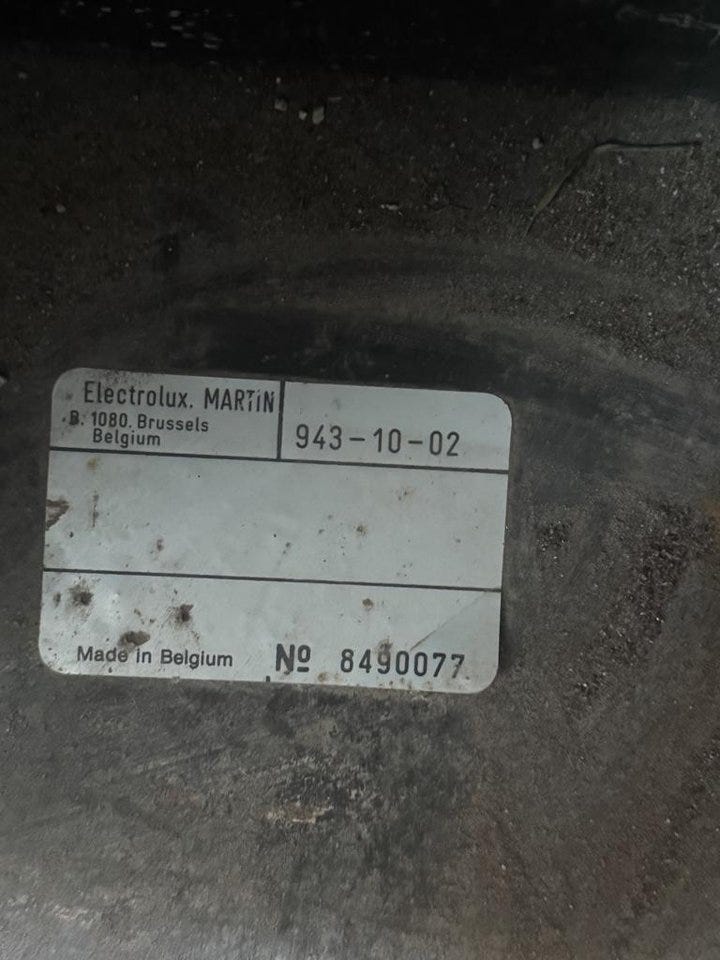 Electrolux. MARTIN
B. 1080. Brussels
Belgium
943-10-02
Made in Belgium
Nº 8490077